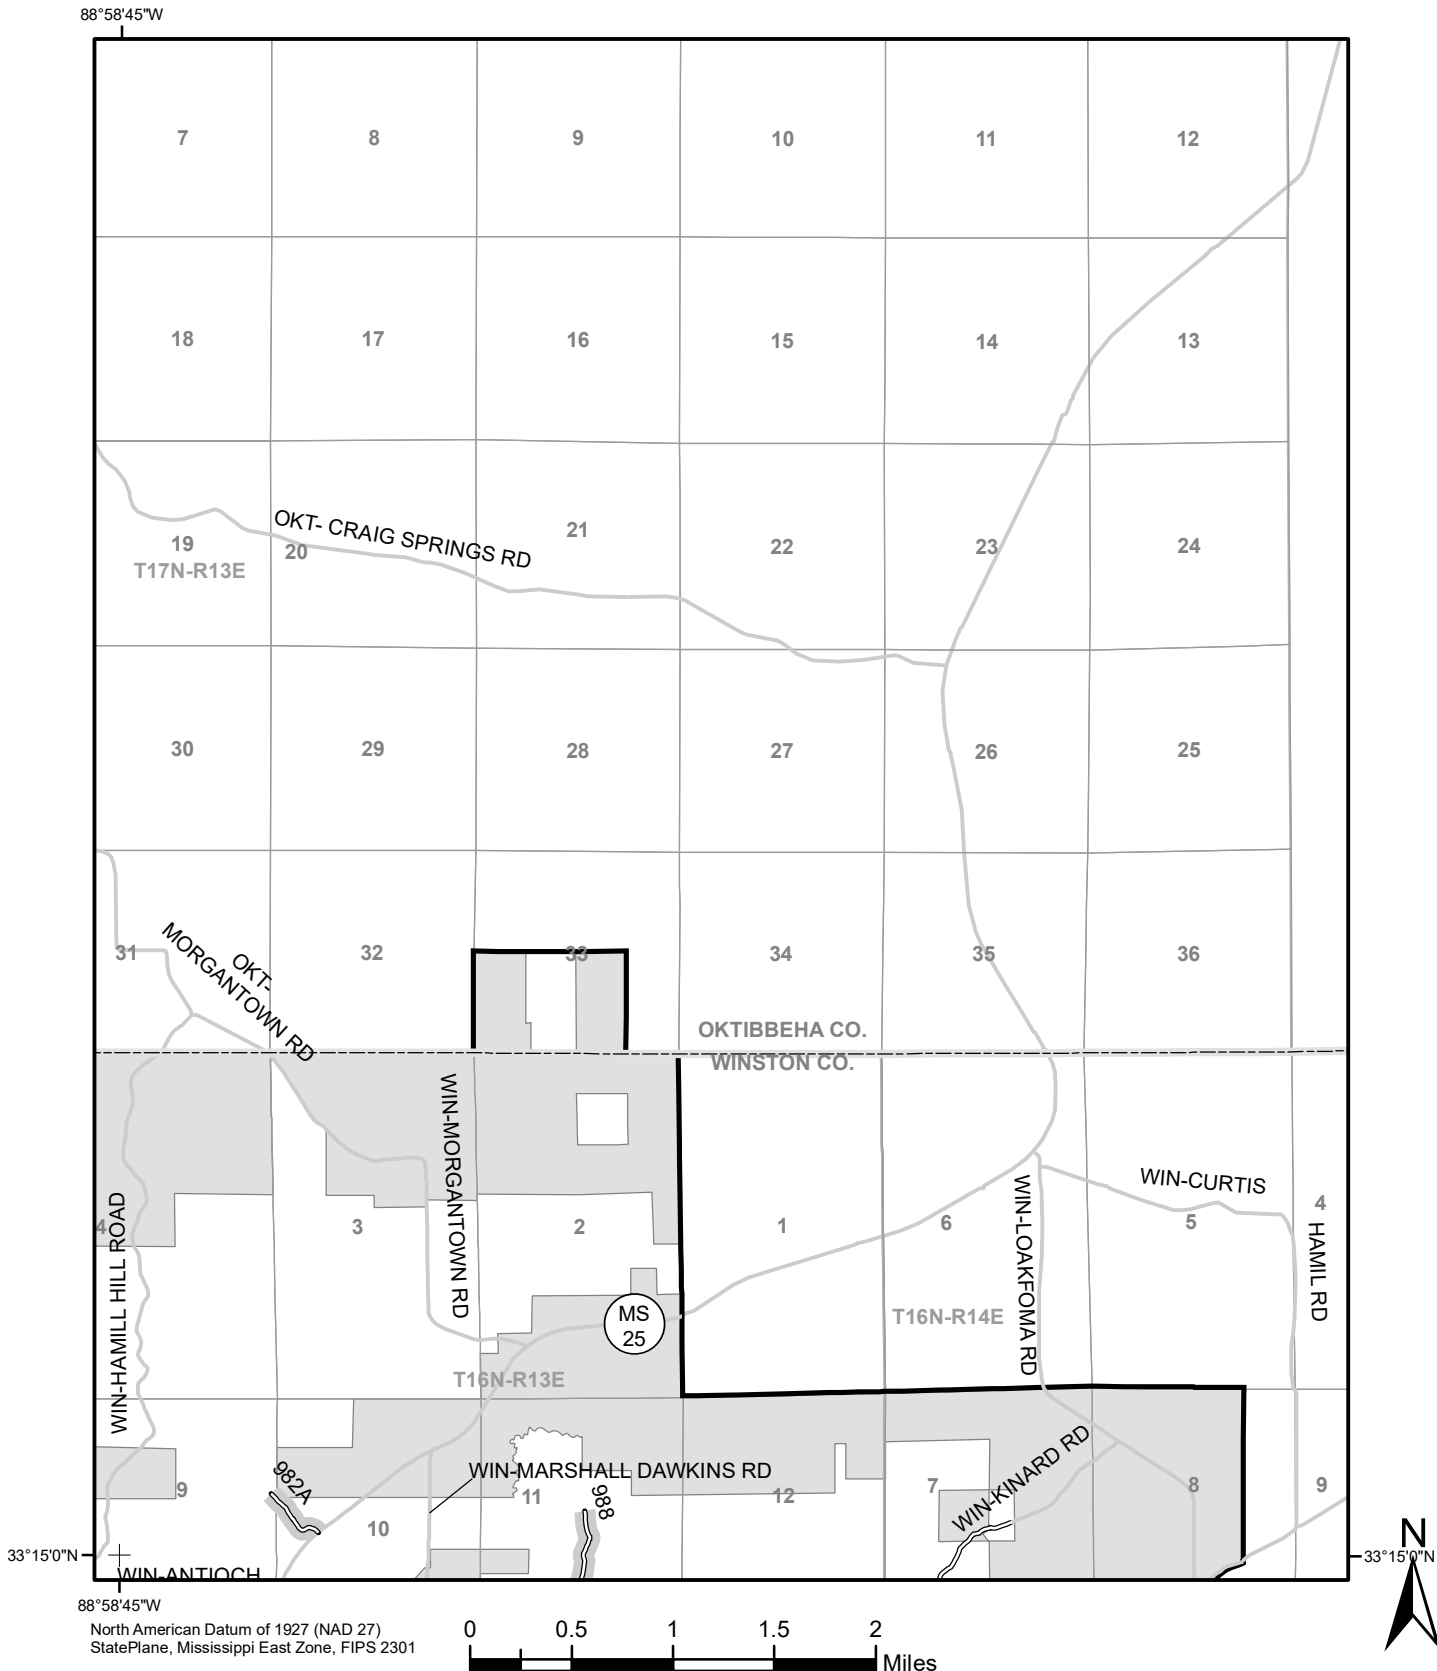 88°58'45"W
7
8
9
10
11
12
18
17
16
15
14
13
OKT- CRAIG SPRINGS RD
19
20
21
22
23
24
T17N-R13E
30
29
28
27
26
25
31
OKT-
MORGANTOWN RD
32
33
34
35
36
OKTIBBEHA CO.
WINSTON CO.
WIN-HAMILL HILL ROAD
4
3
WIN-MORGANTOWN RD
2
1
6
WIN-LOAKFOMA RD
WIN-CURTIS
5
4
HAMIL RD
MS
25
T16N-R14E
T16N-R13E
9
982A
WIN-MARSHALL DAWKINS RD
10
11
988
12
7
WIN-KINARD RD
8
9
33°15'0"N
33°15'0"N
WIN-ANTIOCH
88°58'45"W
N
North American Datum of 1927 (NAD 27)
StatePlane, Mississippi East Zone, FIPS 2301
0 0.5 1 1.5 2
Miles